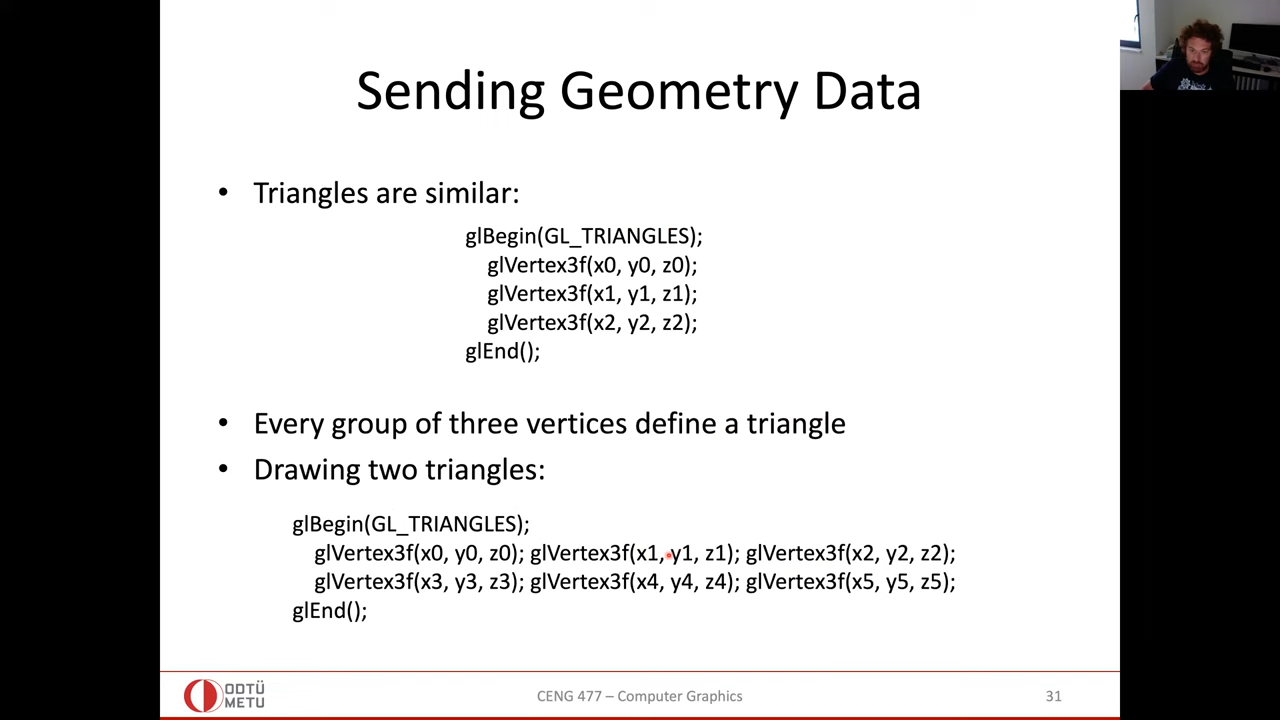 Sending Geometry Data
• Triangles are similar:
glBegin(GL_TRIANGLES);
glVertex3f(x0, y0, z0);
glVertex3f(x1, y1, z1);
glVertex3f(x2, y2, z2);
glEnd();
• Every group of three vertices define a triangle
• Drawing two triangles:
glBegin(GL_TRIANGLES);
glVertex3f(x0, y0, z0); glVertex3f(x1, y1, z1); glVertex3f(x2, y2, z2);
glVertex3f(x3, y3, z3); glVertex3f(x4, y4, z4); glVertex3f(x5, y5, z5);
glEnd();
ODTÜ
METU
CENG 477 – Computer Graphics
31